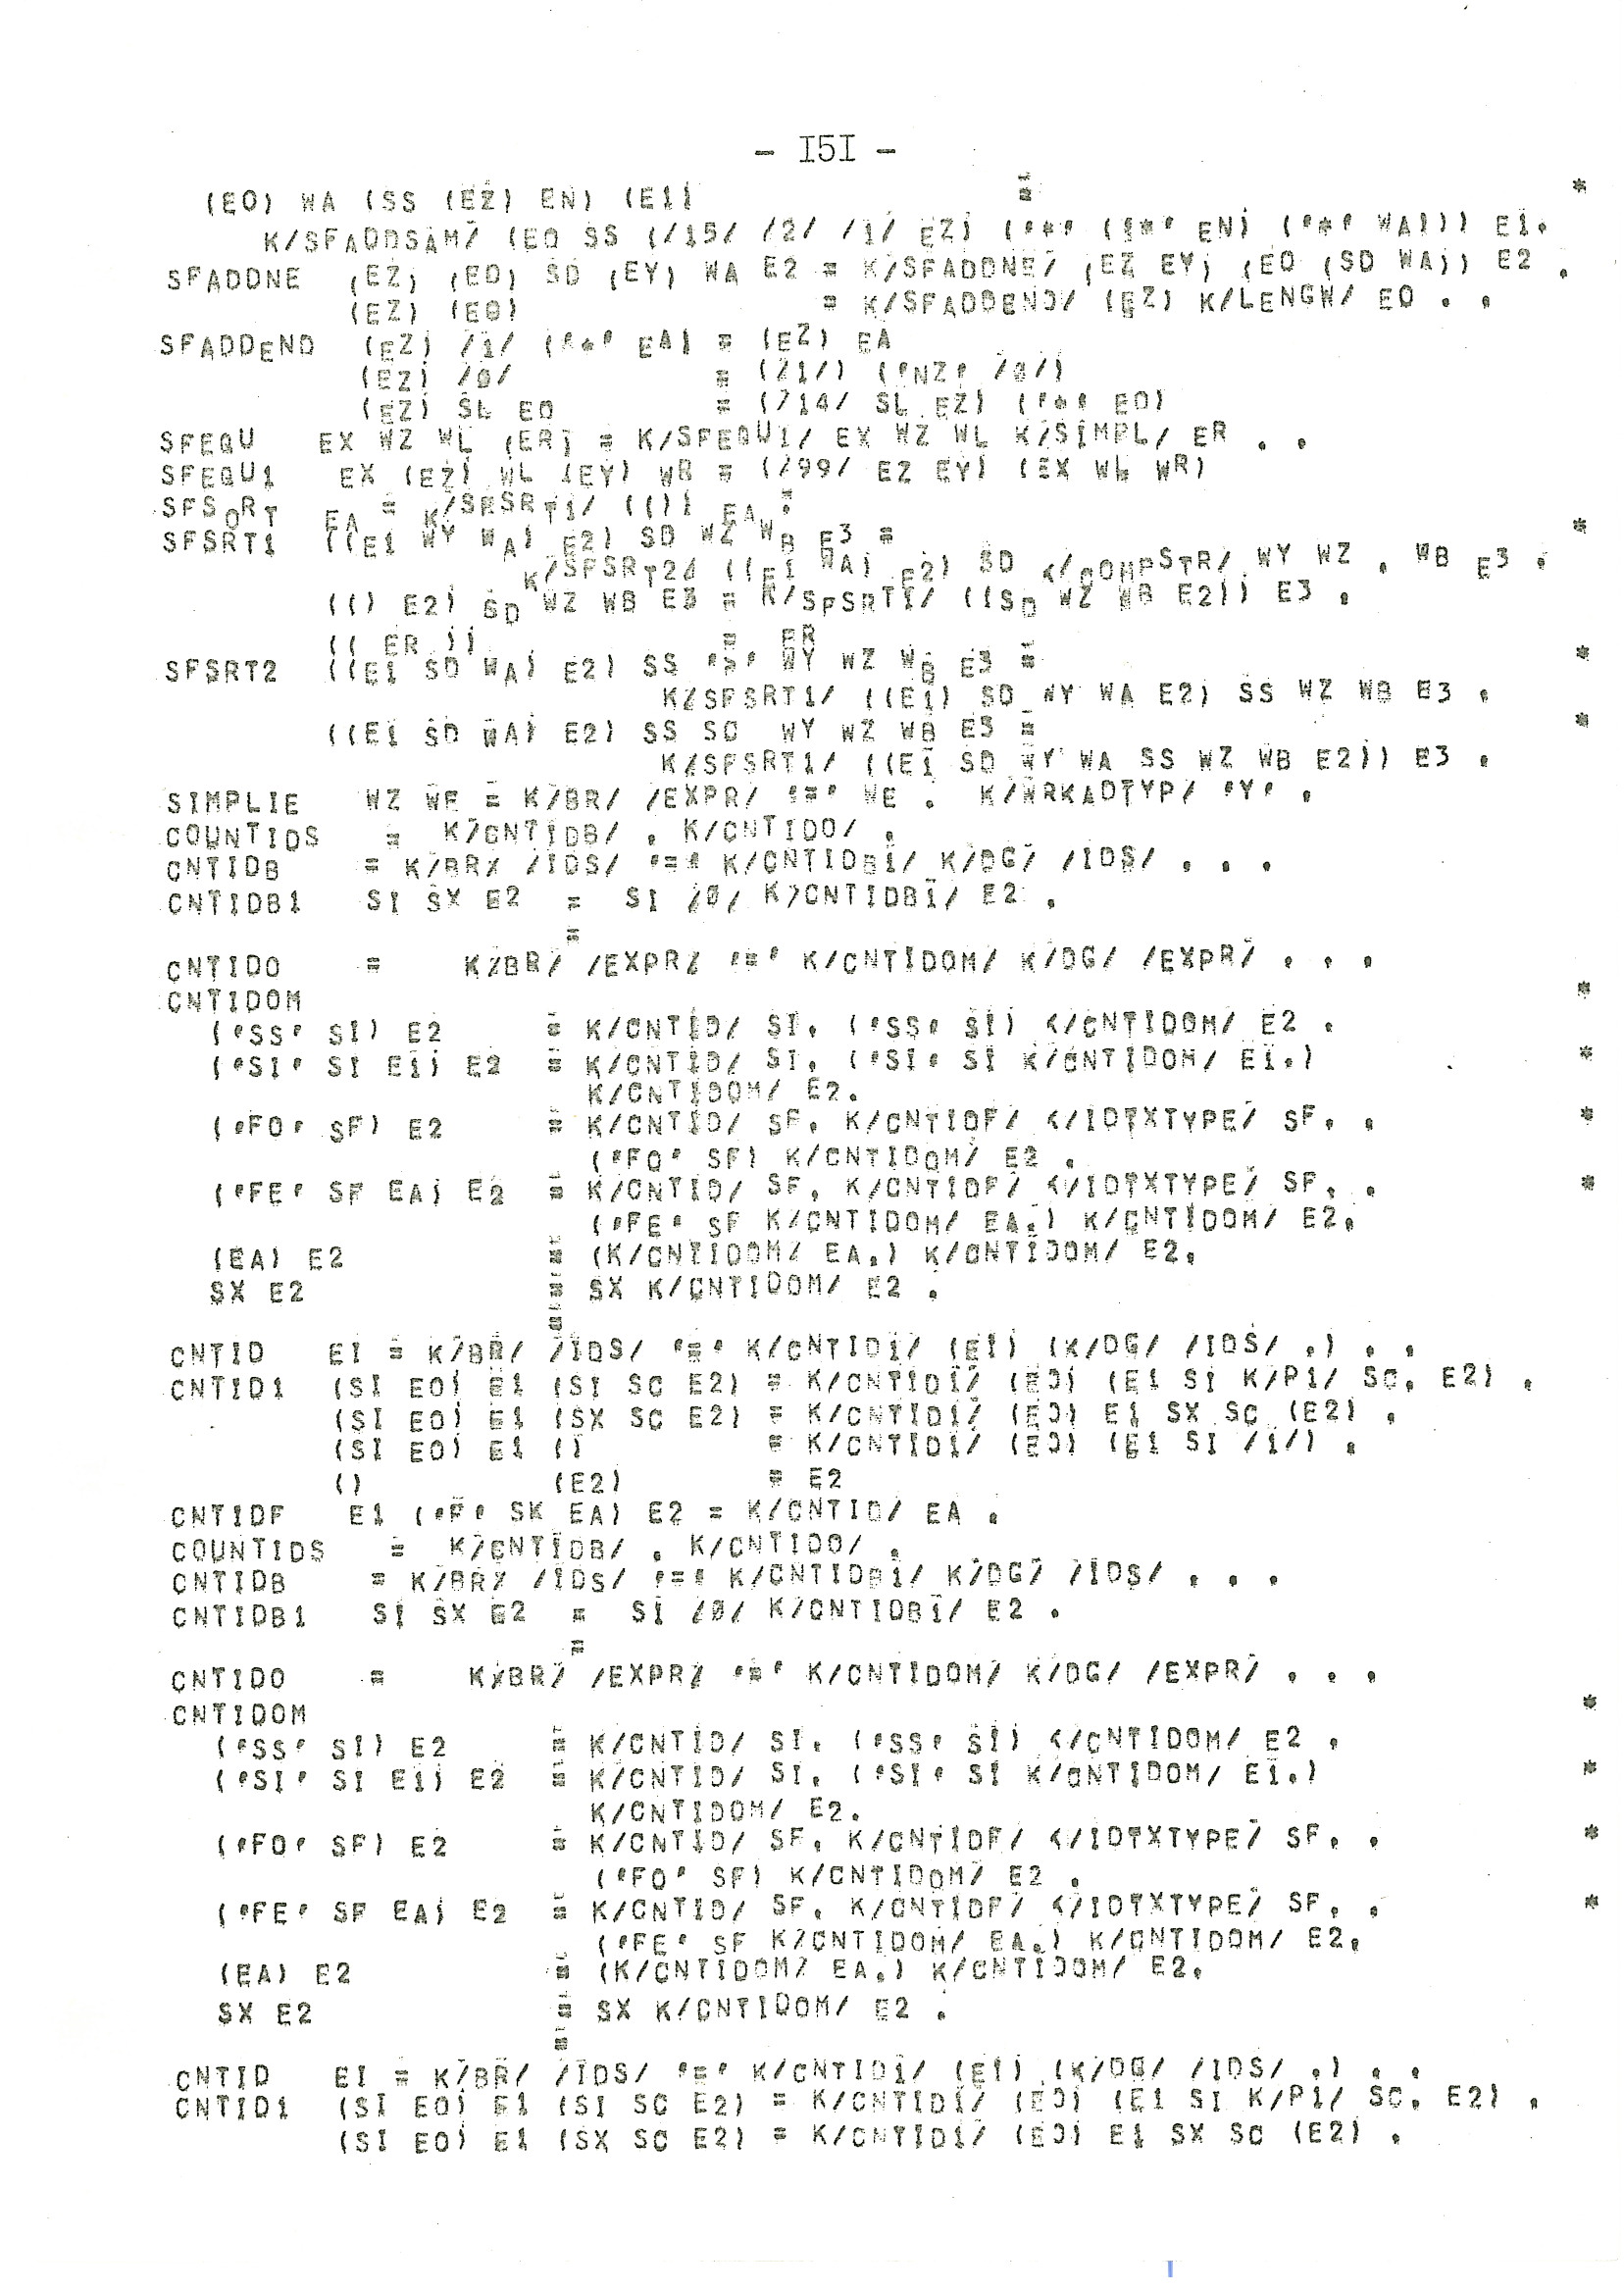 - I5I -
(EO) WA (SS (EZ) EN) (E1) = *
K/SFADDSAM/ (EO SS (/15/ /2/ /1/ EZ) ('*' ('*' EN) ('*' WA))) E1.
SFADDNE (EZ) (EO) SD (EY) WA E2 = K/SFADDNE/ (EZ EY) (EO (SD WA)) E2 .
(EZ) (EO) = K/SFADDEND/ (EZ) K/LENGW/ EO . .
SFADDEND (EZ) /1/ ('*' EA) = (EZ) EA
(EZ) /0/ = (/1/) ('NZ' /0/)
(EZ) SL EO = (/14/ SL EZ) ('*' EO)
SFEQU EX WZ WL (ER) = K/SFEQU1/ EX WZ WL K/SIMPL/ ER . .
SFEQU1 EX (EZ) WL (EY) WR = (/99/ EZ EY) (EX WL WR)
SFSORT EA = K/SFSRT1/ (()) EA .
SFSRT1 ((E1 WY WA) E2) SD WZ WB E3 = *
K/SFSRT2/ ((E1 WA) E2) SD K/COMPSTR/ WY WZ . WB E3 .
(() E2) SD WZ WB E3 = K/SFSRT1/ ((SD WZ WB E2)) E3 .
(( ER )) = ER
SFSRT2 ((E1 SD WA) E2) SS 'S' WY WZ WB E3 = *
K/SFSRT1/ ((E1) SD WY WA E2) SS WZ WB E3 .
((E1 SD WA) E2) SS SC WY WZ WB E3 = *
K/SFSRT1/ ((E1 SD WY WA SS WZ WB E2)) E3 .
SIMPLIE WZ WE = K/BR/ /EXPR/ '=' WE . K/WRKADTYP/ 'Y' .
COUNTIDS = K/CNTIDB/ . K/CNTIDO/ .
CNTIDB = K/BR/ /IDS/ '=' K/CNTIDB1/ K/DG/ /IDS/ . . .
CNTIDB1 SI SX E2 = SI /0/ K/CNTIDB1/ E2 .
=
CNTIDO = K/BR/ /EXPR/ '=' K/CNTIDOM/ K/DG/ /EXPR/ . . .
CNTIDOM *
('SS' SI) E2 = K/CNTID/ SI. ('SS' SI) K/CNTIDOM/ E2 .
('SI' SI E1) E2 = K/CNTID/ SI. ('SI' SI K/CNTIDOM/ E1.) *
K/CNTIDOM/ E2.
('FO' SF) E2 = K/CNTID/ SF. K/CNTIDF/ K/IDTXTYPE/ SF. . *
('FO' SF) K/CNTIDOM/ E2 .
('FE' SF EA) E2 = K/CNTID/ SF. K/CNTIDF/ K/IDTXTYPE/ SF. . *
('FE' SF K/CNTIDOM/ EA.) K/CNTIDOM/ E2.
(EA) E2 = (K/CNTIDOM/ EA.) K/CNTIDOM/ E2.
SX E2 = SX K/CNTIDOM/ E2 .
=
CNTID EI = K/BR/ /IDS/ '=' K/CNTID1/ (EI) (K/DG/ /IDS/ .) . .
CNTID1 (SI EO) E1 (SI SC E2) = K/CNTID1/ (EO) (E1 SI K/P1/ SC. E2) .
(SI EO) E1 (SX SC E2) = K/CNTID1/ (EO) E1 SX SC (E2) .
(SI EO) E1 () = K/CNTID1/ (EO) (E1 SI /1/) .
() (E2) = E2
CNTIDF E1 ('F' SK EA) E2 = K/CNTID/ EA .
COUNTIDS = K/CNTIDB/ . K/CNTIDO/ .
CNTIDB = K/BR/ /IDS/ '=' K/CNTIDB1/ K/DG/ /IDS/ . . .
CNTIDB1 SI SX E2 = SI /0/ K/CNTIDB1/ E2 .
=
CNTIDO = K/BR/ /EXPR/ '=' K/CNTIDOM/ K/DG/ /EXPR/ . . .
CNTIDOM *
('SS' SI) E2 = K/CNTID/ SI. ('SS' SI) K/CNTIDOM/ E2 .
('SI' SI E1) E2 = K/CNTID/ SI. ('SI' SI K/CNTIDOM/ E1.) *
K/CNTIDOM/ E2.
('FO' SF) E2 = K/CNTID/ SF. K/CNTIDF/ K/IDTXTYPE/ SF. . *
('FO' SF) K/CNTIDOM/ E2 .
('FE' SF EA) E2 = K/CNTID/ SF. K/CNTIDF/ K/IDTXTYPE/ SF. . *
('FE' SF K/CNTIDOM/ EA.) K/CNTIDOM/ E2.
(EA) E2 = (K/CNTIDOM/ EA.) K/CNTIDOM/ E2.
SX E2 = SX K/CNTIDOM/ E2 .
=
CNTID EI = K/BR/ /IDS/ '=' K/CNTID1/ (EI) (K/DG/ /IDS/ .) . .
CNTID1 (SI EO) E1 (SI SC E2) = K/CNTID1/ (EO) (E1 SI K/P1/ SC. E2) .
(SI EO) E1 (SX SC E2) = K/CNTID1/ (EO) E1 SX SC (E2) .